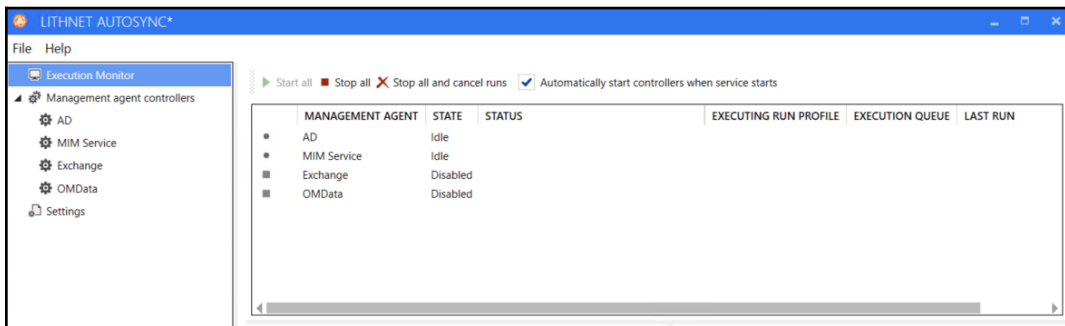 LITHNET AUTOSYNC*
File Help
Execution Monitor
Management agent controllers
AD
MIM Service
Exchange
OMData
Settings
Start all Stop all Stop all and cancel runs Automatically start controllers when service starts
MANAGEMENT AGENT STATE STATUS EXECUTING RUN PROFILE EXECUTION QUEUE LAST RUN
AD Idle
MIM Service Idle
Exchange Disabled
OMData Disabled